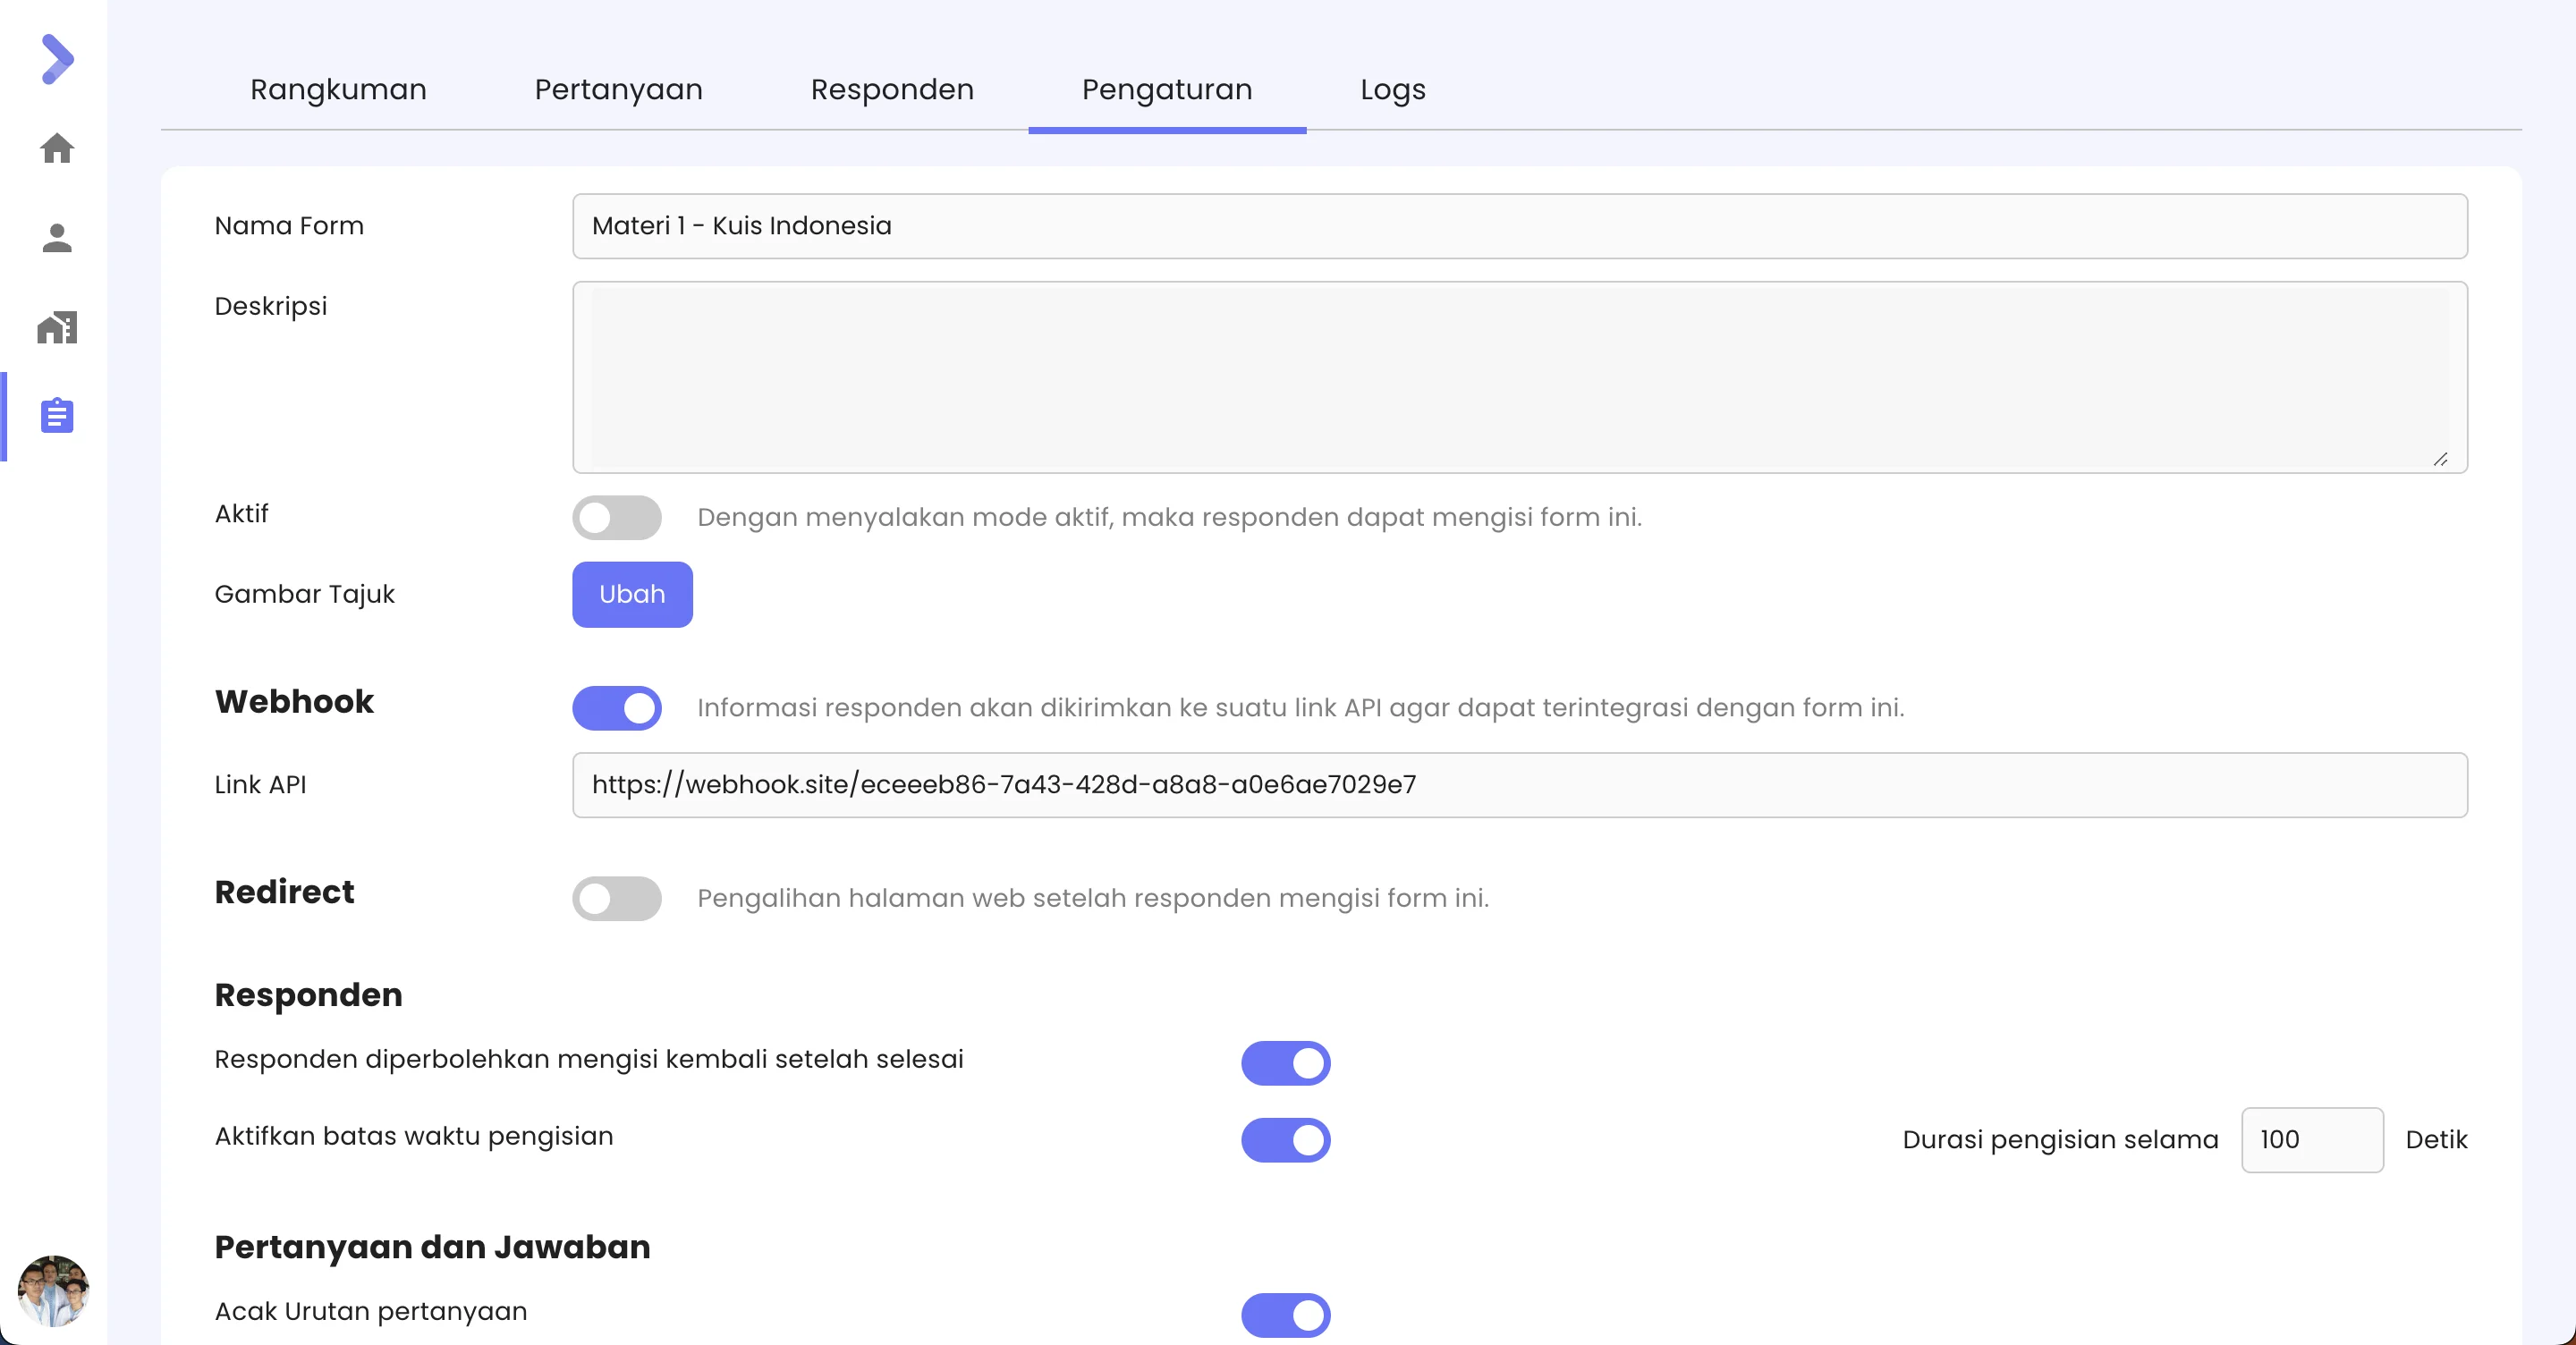 Rangkuman Pertanyaan Responden Pengaturan Logs
Nama Form Materi 1 - Kuis Indonesia
Deskripsi
Aktif Dengan menyalakan mode aktif, maka responden dapat mengisi form ini.
Gambar Tajuk Ubah
Webhook Informasi responden akan dikirimkan ke suatu link API agar dapat terintegrasi dengan form ini.
Link API https://webhook.site/eceeeb86-7a43-428d-a8a8-a0e6ae7029e7
Redirect Pengalihan halaman web setelah responden mengisi form ini.
Responden
Responden diperbolehkan mengisi kembali setelah selesai
Aktifkan batas waktu pengisian Durasi pengisian selama 100 Detik
Pertanyaan dan Jawaban
Acak Urutan pertanyaan